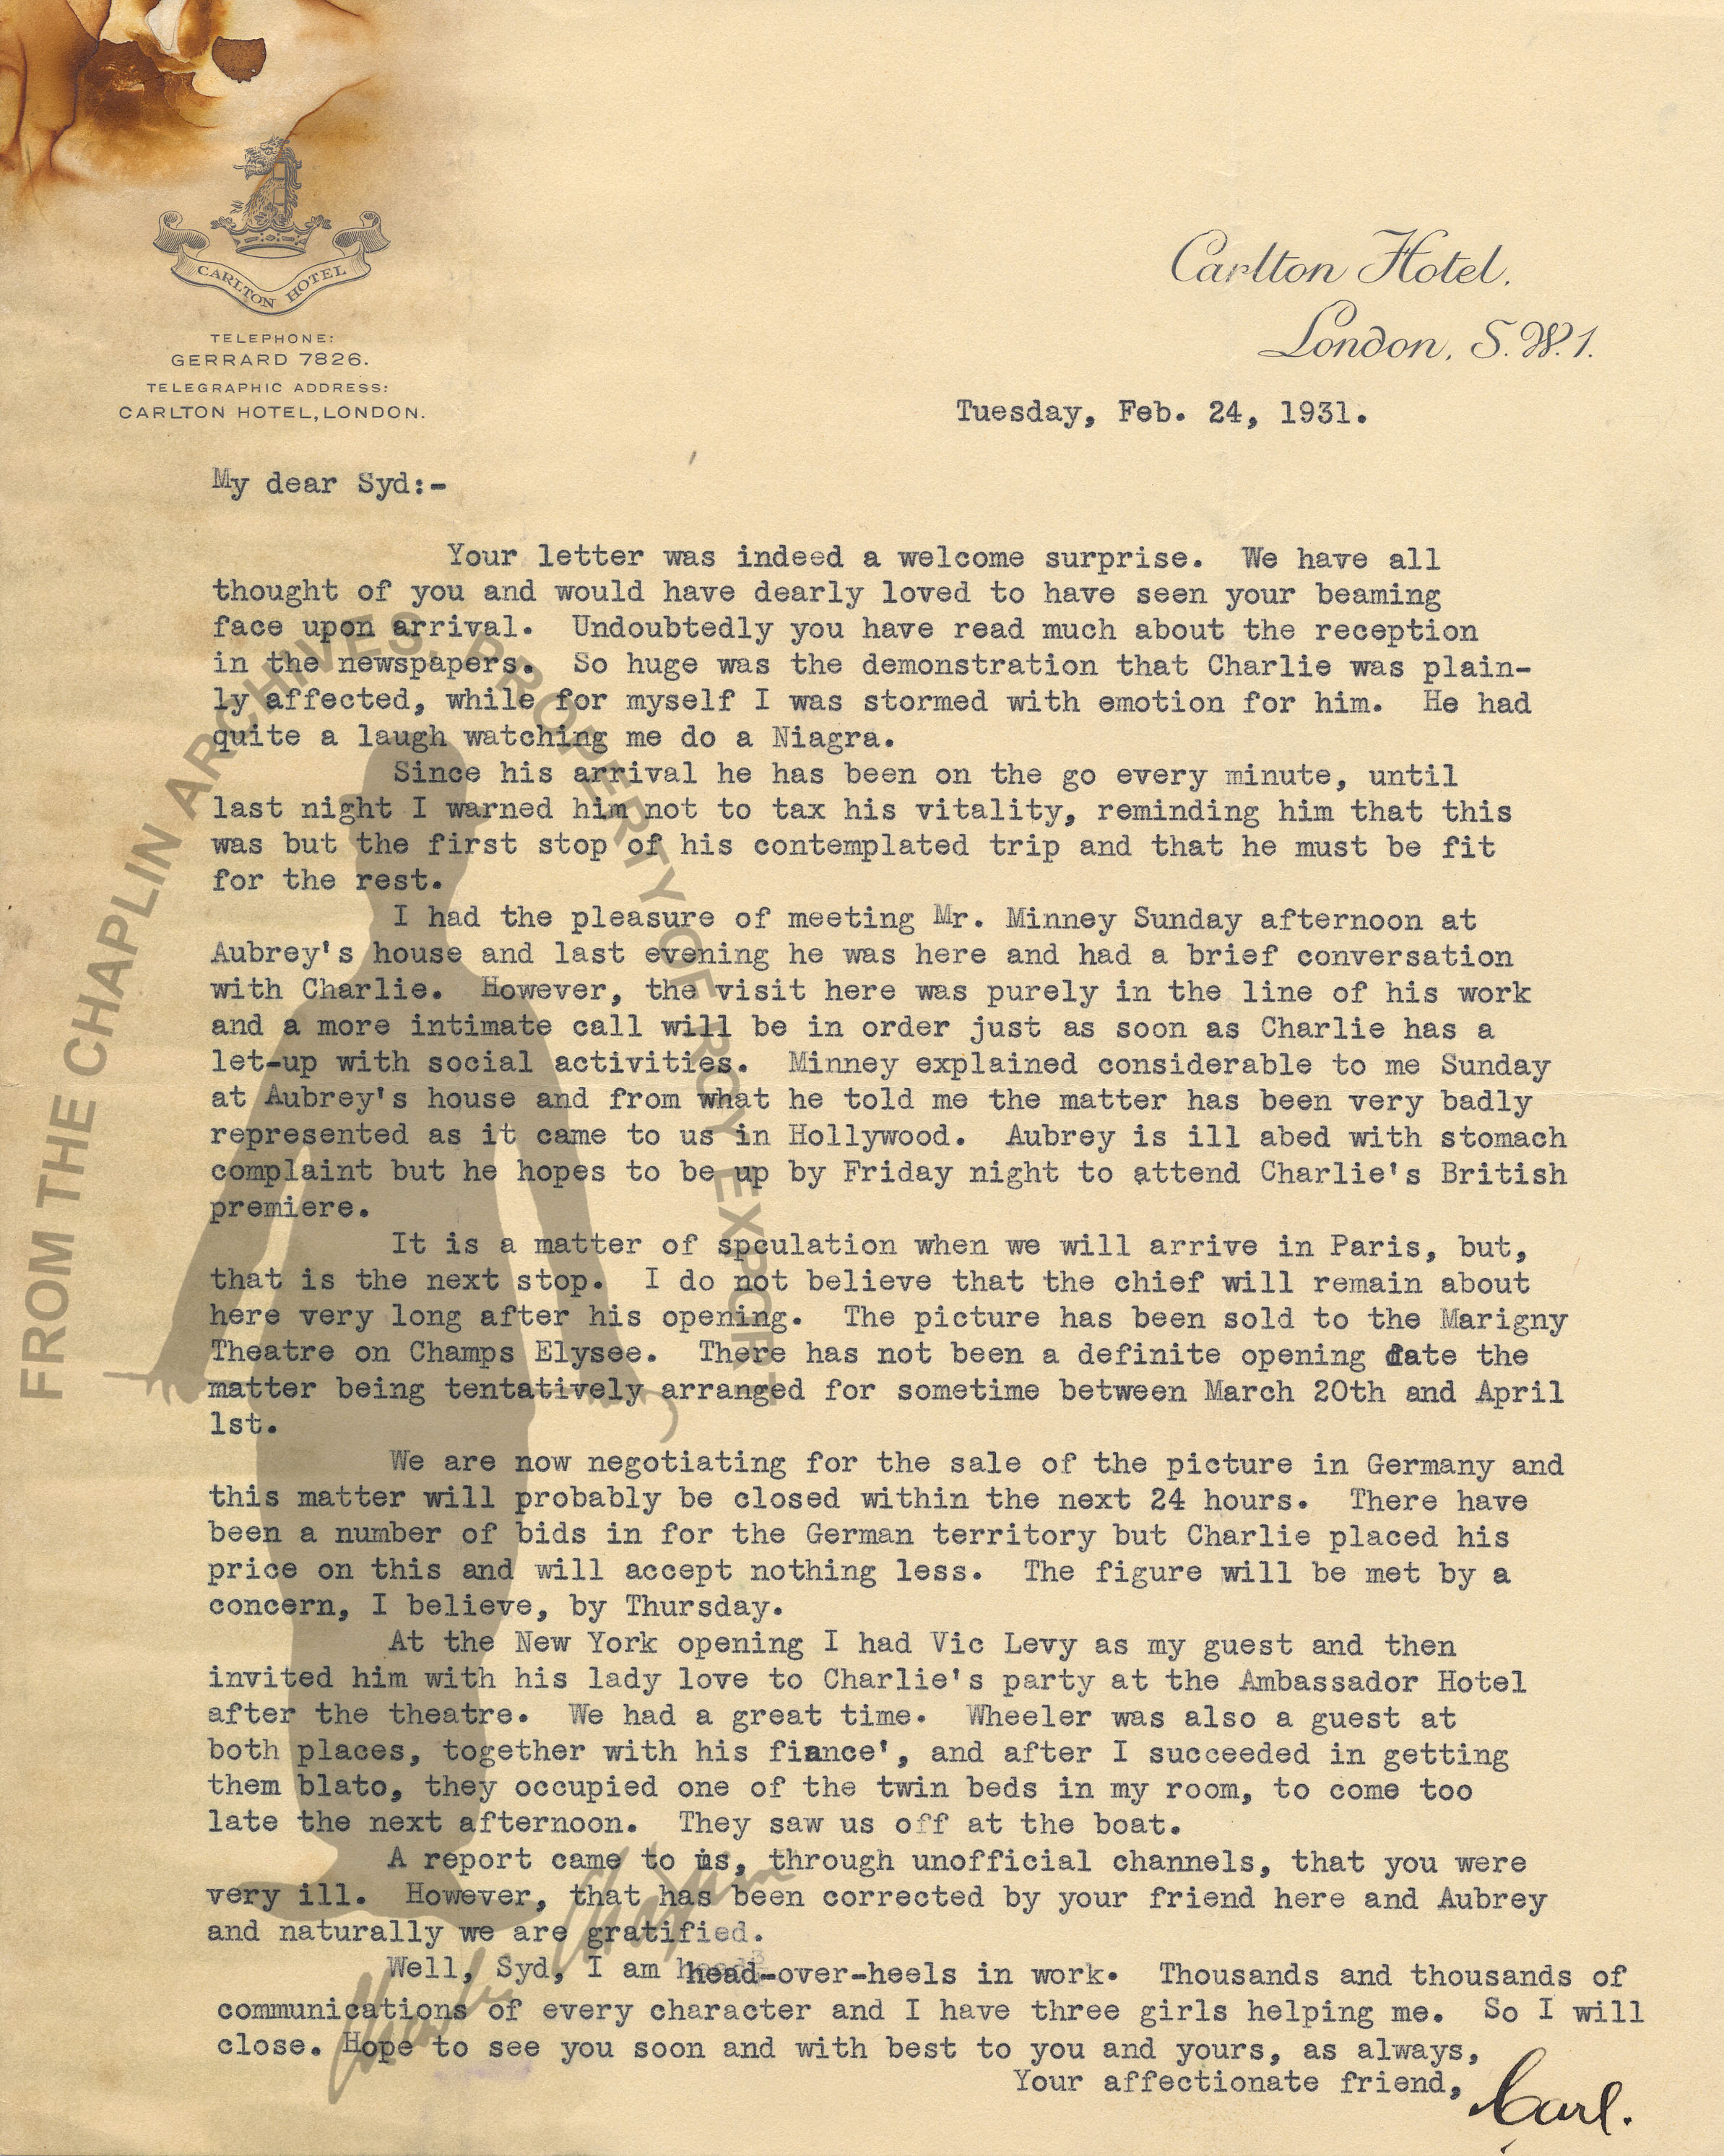 CARLTON HOTEL
TELEPHONE:
GERRARD 7826.
TELEGRAPHIC ADDRESS:
CARLTON HOTEL, LONDON.
Carlton Hotel,
London, S.W.1.
Tuesday, Feb. 24, 1931.
My dear Syd:-
Your letter was indeed a welcome surprise. We have all
thought of you and would have dearly loved to have seen your beaming
face upon arrival. Undoubtedly you have read much about the reception
in the newspapers. So huge was the demonstration that Charlie was plain-
ly affected, while for myself I was stormed with emotion for him. He had
quite a laugh watching me do a Niagra.
Since his arrival he has been on the go every minute, until
last night I warned him not to tax his vitality, reminding him that this
was but the first stop of his contemplated trip and that he must be fit
for the rest.
I had the pleasure of meeting Mr. Minney Sunday afternoon at
Aubrey's house and last evening he was here and had a brief conversation
with Charlie. However, the visit here was purely in the line of his work
and a more intimate call will be in order just as soon as Charlie has a
let-up with social activities. Minney explained considerable to me Sunday
at Aubrey's house and from what he told me the matter has been very badly
represented as it came to us in Hollywood. Aubrey is ill abed with stomach
complaint but he hopes to be up by Friday night to attend Charlie's British
premiere.
It is a matter of spculation when we will arrive in Paris, but,
that is the next stop. I do not believe that the chief will remain about
here very long after his opening. The picture has been sold to the Marigny
Theatre on Champs Elysee. There has not been a definite opening date the
matter being tentatively arranged for sometime between March 20th and April
1st.
We are now negotiating for the sale of the picture in Germany and
this matter will probably be closed within the next 24 hours. There have
been a number of bids in for the German territory but Charlie placed his
price on this and will accept nothing less. The figure will be met by a
concern, I believe, by Thursday.
At the New York opening I had Vic Levy as my guest and then
invited him with his lady love to Charlie's party at the Ambassador Hotel
after the theatre. We had a great time. Wheeler was also a guest at
both places, together with his fiance', and after I succeeded in getting
them blato, they occupied one of the twin beds in my room, to come too
late the next afternoon. They saw us off at the boat.
A report came to us, through unofficial channels, that you were
very ill. However, that has been corrected by your friend here and Aubrey
and naturally we are gratified.
Well, Syd, I am head-over-heels in work. Thousands and thousands of
communications of every character and I have three girls helping me. So I will
close. Hope to see you soon and with best to you and yours, as always,
Your affectionate friend,
Carl.
FROM THE CHAPLIN ARCHIVES, PROPERTY OF ROY EXPORT
Charlie Chaplin